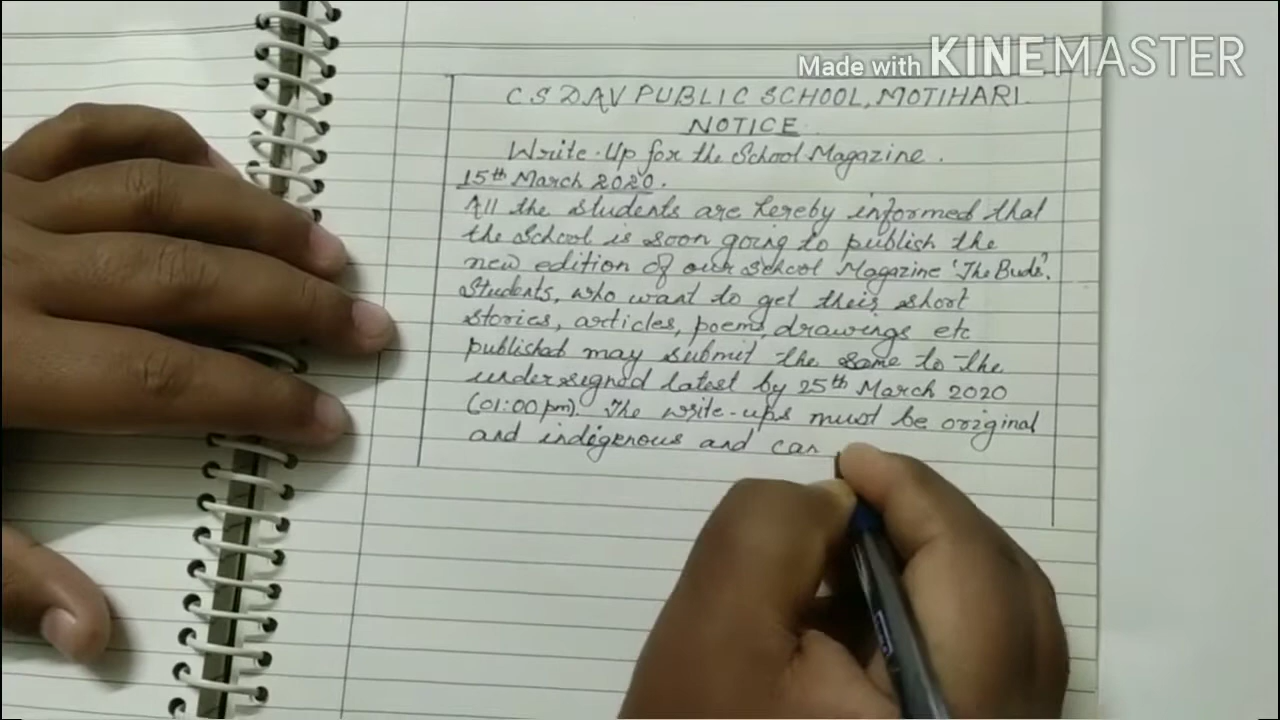 Made with KINEMASTER
C S D A V PUBLIC SCHOOL, MOTIHARI.
NOTICE
Write-Up for the School Magazine.
15th March 2020.
All the students are hereby informed that
the School is soon going to publish the
new edition of our School Magazine 'The Buds'.
Students, who want to get their short
stories, articles, poems, drawings etc
published may submit the same to the
undersigned latest by 25th March 2020
(01:00 pm). The write-ups must be original
and indigenous and can